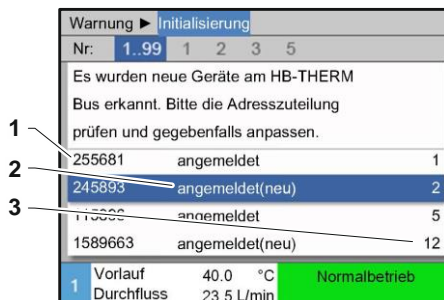 Warnung ► Initialisierung
Nr: 1..99 1 2 3 5
Es wurden neue Geräte am HB-THERM
Bus erkannt. Bitte die Adresszuteilung
prüfen und gegebenfalls anpassen.
1
255681 angemeldet 1
2
245893 angemeldet(neu) 2
3
angemeldet 5
1589663 angemeldet(neu) 12
1 Vorlauf 40.0 °C Normalbetrieb
Durchfluss 23.5 L/min